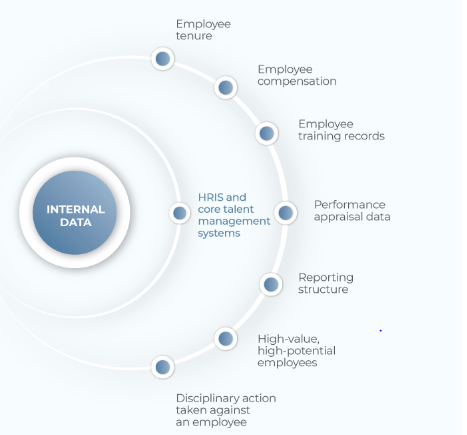 Employee
tenure
Employee
compensation
Employee
training records
INTERNAL
DATA
HRIS and
core talent
management
systems
Performance
appraisal data
Reporting
structure
High-value,
high-potential
employees
Disciplinary action
taken against
an employee